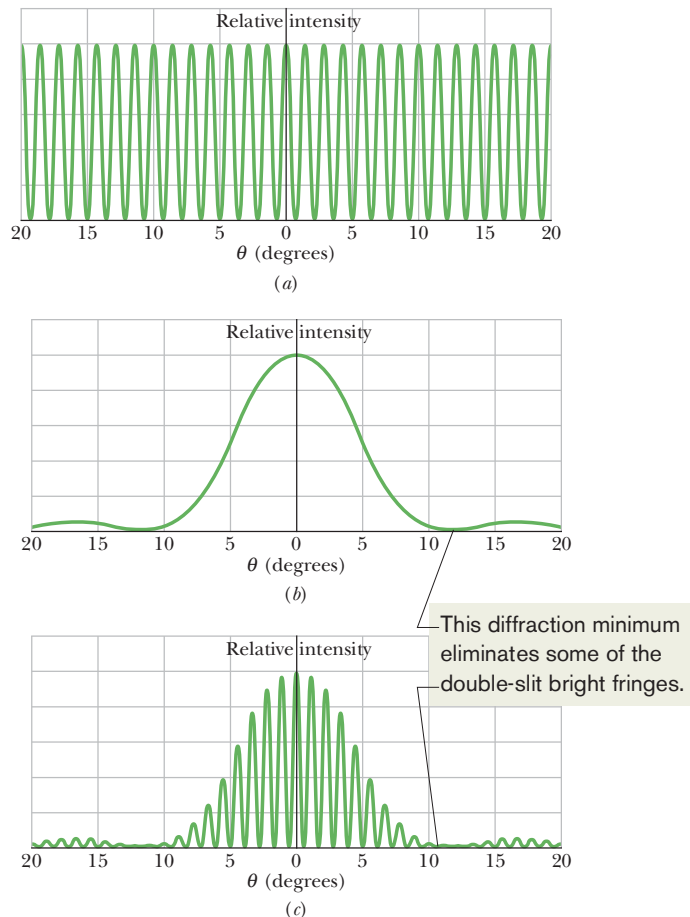 Relative intensity
20 15 10 5 0 5 10 15 20
θ (degrees)
(a)
Relative intensity
20 15 10 5 0 5 10 15 20
θ (degrees)
(b)
This diffraction minimum
eliminates some of the
double-slit bright fringes.
Relative intensity
20 15 10 5 0 5 10 15 20
θ (degrees)
(c)